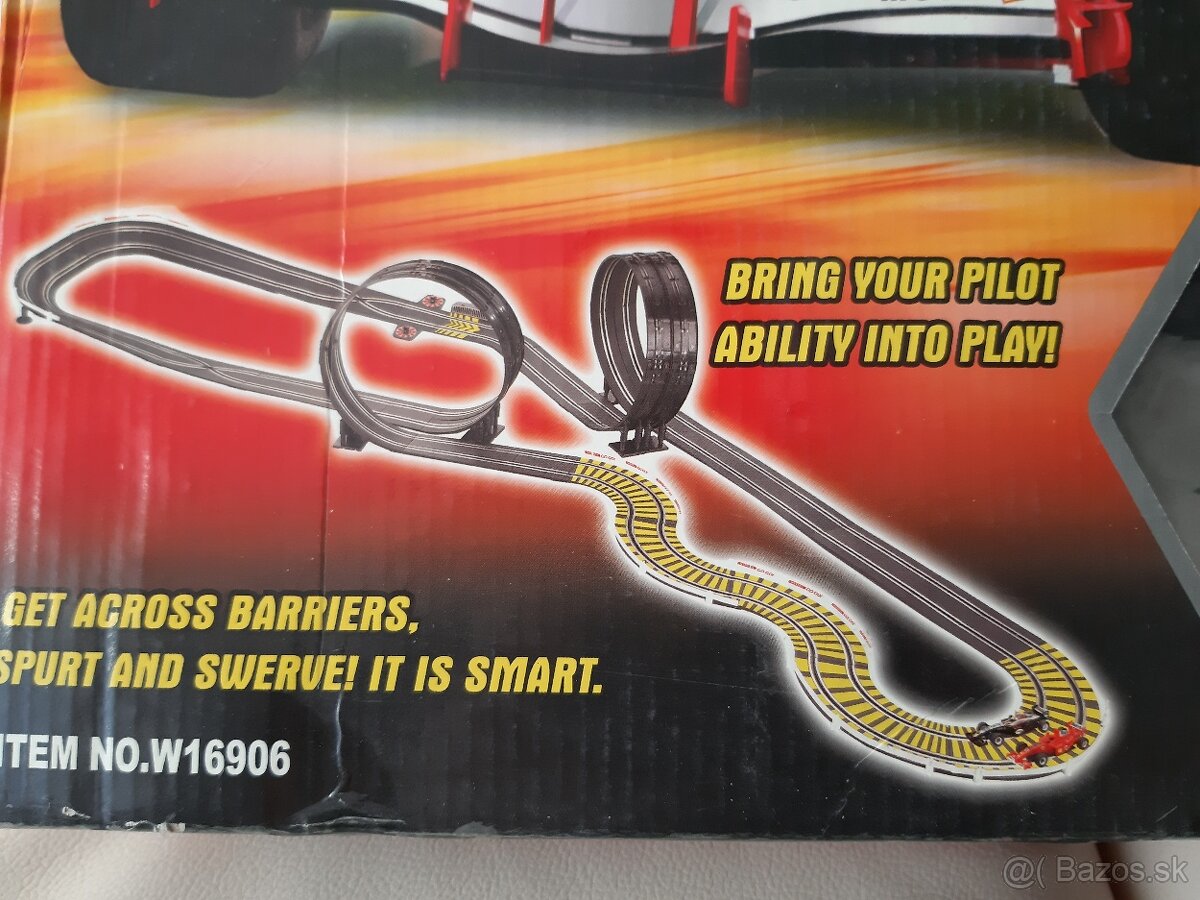 BRING YOUR PILOT
ABILITY INTO PLAY!
GET ACROSS BARRIERS,
SPURT AND SWERVE! IT IS SMART.
ITEM NO.W16906
@( Bazos.sk